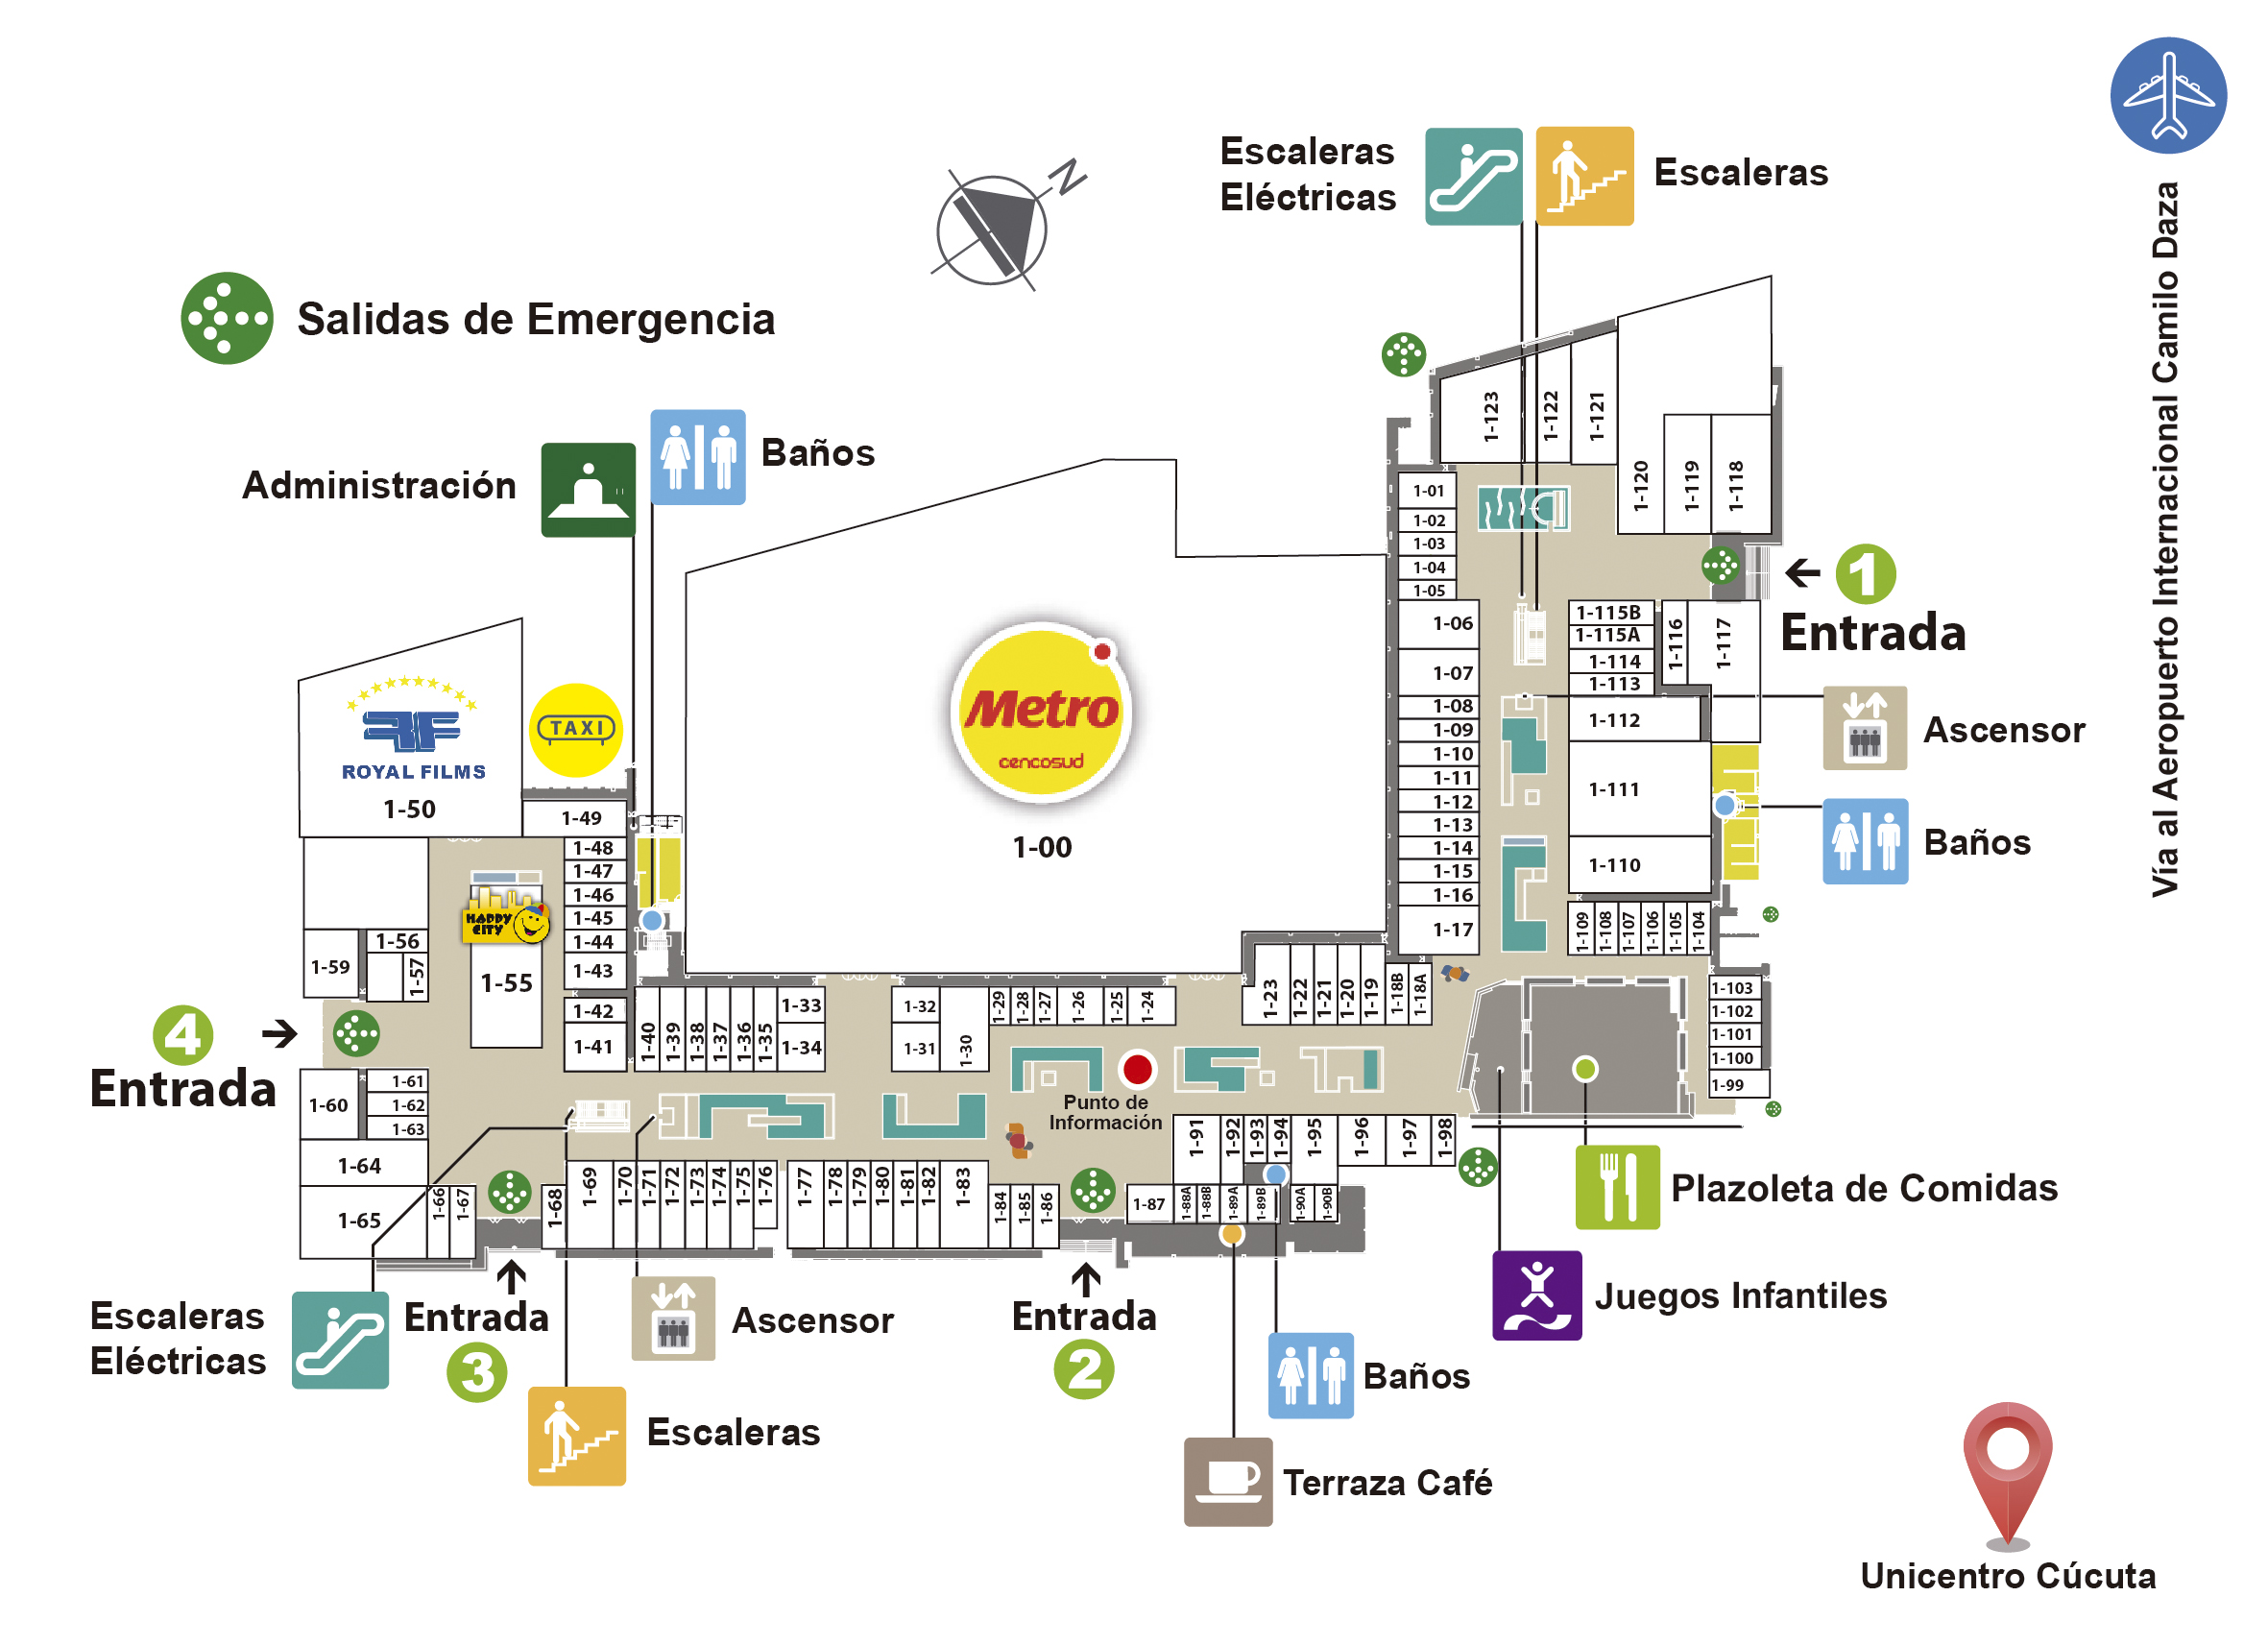 Escaleras
Eléctricas
Escaleras
N
Salidas de Emergencia
Administración
Baños
Vía al Aeropuerto Internacional Camilo Daza
1-123
1-122
1-121
1-120
1-119
1-118
1-01
1-02
1-03
1-04
1-05
1-06
1-07
1-08
1-09
1-10
1-11
1-12
1-13
1-14
1-15
1-16
1-17
1
Entrada
1-115B
1-115A
1-114
1-113
1-116
1-117
1-112
1-111
1-110
Ascensor
Baños
1-109
1-108
1-107
1-106
1-105
1-104
1-103
1-102
1-101
1-100
1-99
Metro
cencosud
1-00
ROYAL FILMS
1-50
TAXI
1-49
1-48
1-47
1-46
1-45
1-44
1-43
1-42
1-41
HAPPY
CITY
1-55
1-56
1-57
1-59
4
Entrada
1-60
1-61
1-62
1-63
1-64
1-65
1-66
1-67
1-40
1-39
1-38
1-37
1-36
1-35
1-33
1-34
1-32
1-31
1-30
1-29
1-28
1-27
1-26
1-25
1-24
1-23
1-22
1-21
1-20
1-19
1-18B
1-18A
Punto de
Información
1-68
1-69
1-70
1-71
1-72
1-73
1-74
1-75
1-76
1-77
1-78
1-79
1-80
1-81
1-82
1-83
1-84
1-85
1-86
1-87
1-88A
1-88B
1-89A
1-89B
1-90A
1-90B
1-91
1-92
1-93
1-94
1-95
1-96
1-97
1-98
Plazoleta de Comidas
Juegos Infantiles
Escaleras
Eléctricas
Entrada
3
Ascensor
Entrada
2
Baños
Escaleras
Terraza Café
Unicentro Cúcuta